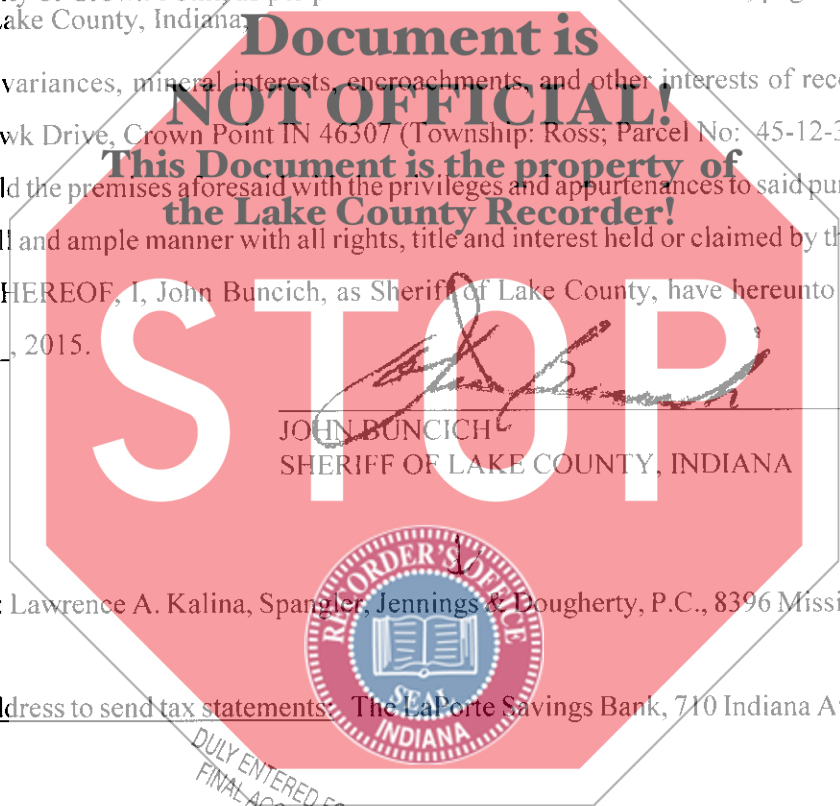 Lake County, Indiana,
Document is
variances, mineral interests, encroachments, and other interests of rec
NOT OFFICIAL!
wk Drive, Crown Point IN 46307 (Township: Ross; Parcel No: 45-12-3
This Document is the property of
ld the premises aforesaid with the privileges and appurtenances to said pu
the Lake County Recorder!
ll and ample manner with all rights, title and interest held or claimed by th
HEREOF, I, John Buncich, as Sheriff of Lake County, have hereunto
STOP
, 2015.
JOHN BUNCICH
SHERIFF OF LAKE COUNTY, INDIANA
RECORDER'S OFFICE
: Lawrence A. Kalina, Spangler, Jennings & Dougherty, P.C., 8396 Missi
SEAL
ddress to send tax statements: The LaPorte Savings Bank, 710 Indiana A
INDIANA
DULY ENTERED
FINAL